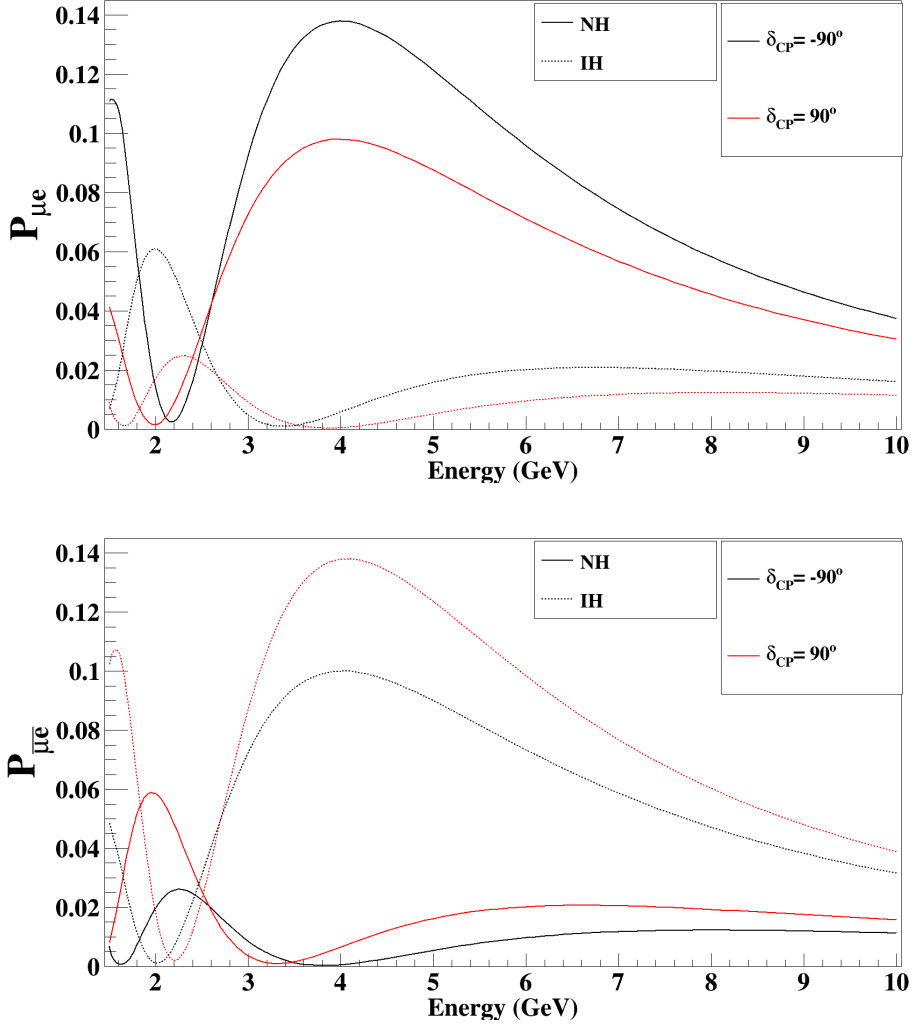 0.14
0.12
0.1
0.08
0.06
0.04
0.02
0
P μe
NH
IH
δCP= -90°
δCP= 90°
2 3 4 5 6 7 8 9 10
Energy (GeV)
0.14
0.12
0.1
0.08
0.06
0.04
0.02
0
P μ̅e̅
NH
IH
δCP= -90°
δCP= 90°
2 3 4 5 6 7 8 9 10
Energy (GeV)